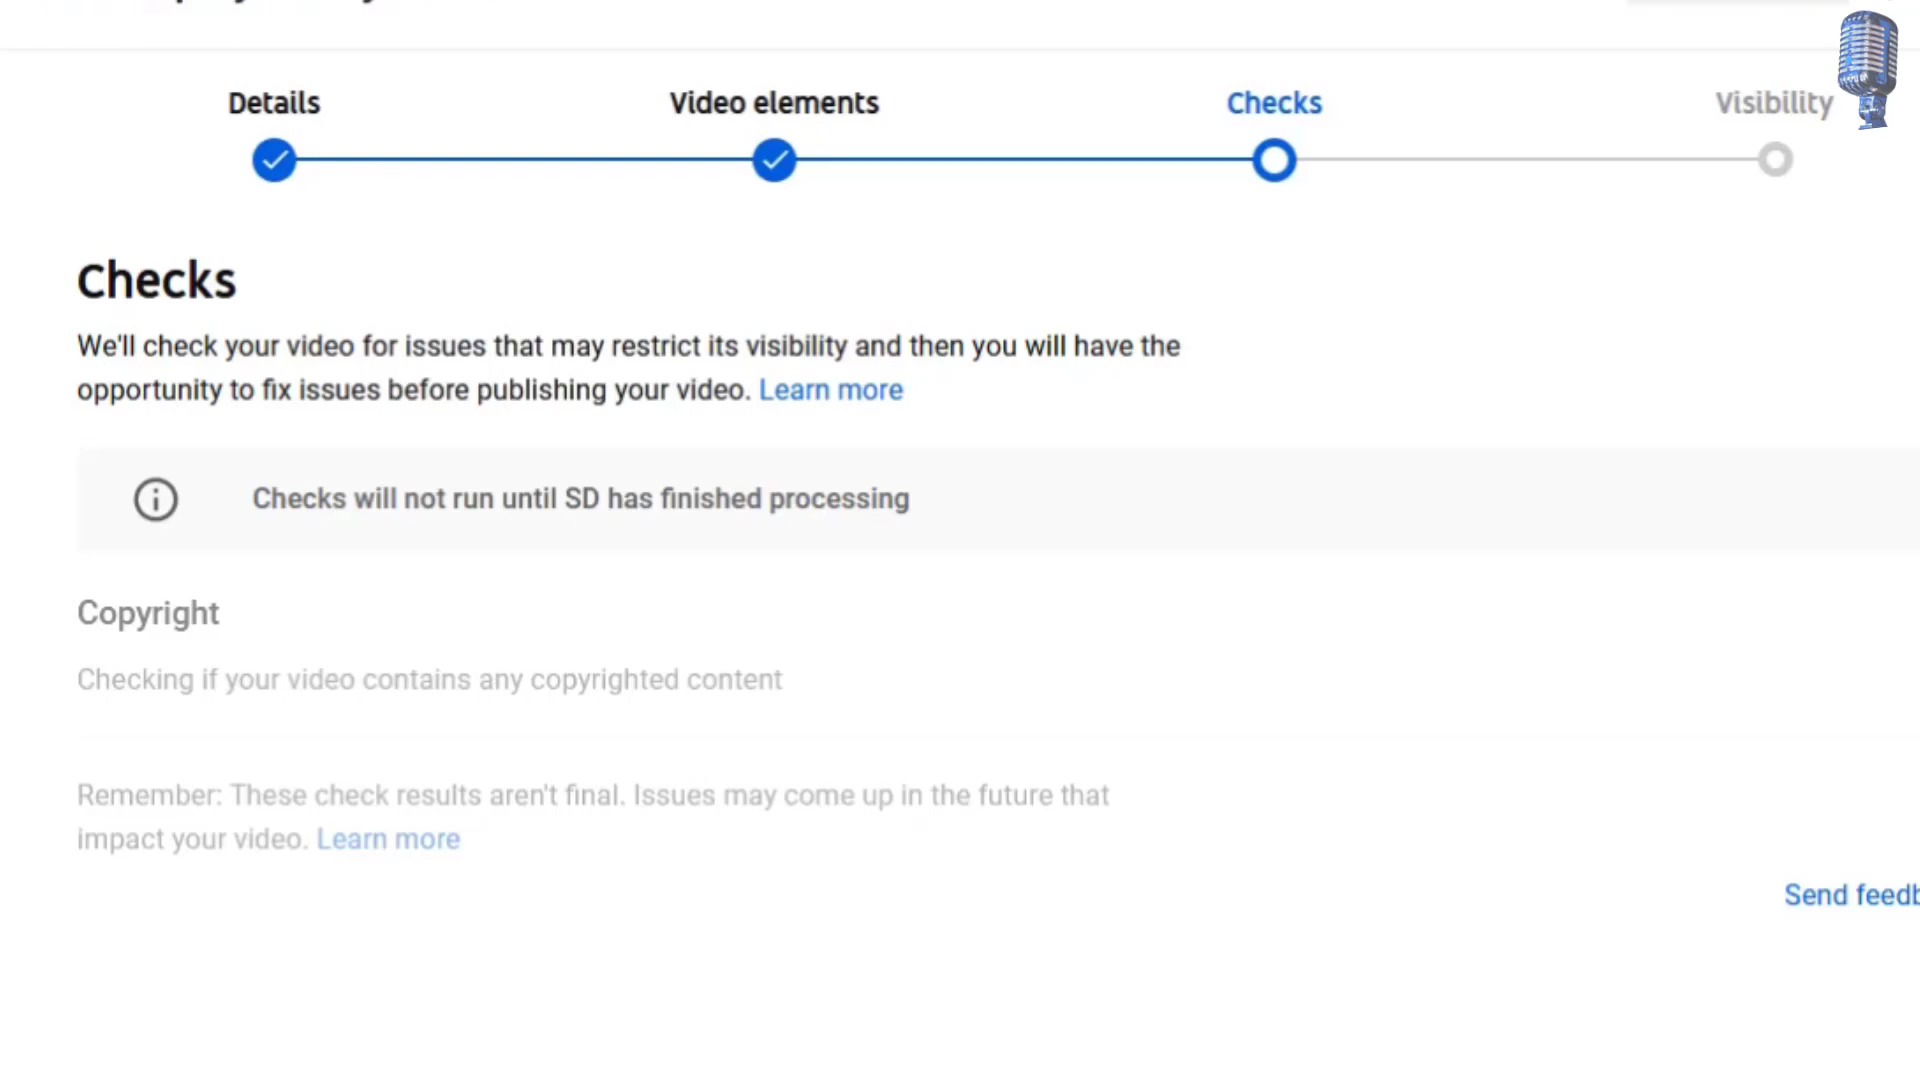 Details
Video elements
Checks
Visibility
Checks
We'll check your video for issues that may restrict its visibility and then you will have the
opportunity to fix issues before publishing your video. Learn more
Checks will not run until SD has finished processing
Copyright
Checking if your video contains any copyrighted content
Remember: These check results aren't final. Issues may come up in the future that
impact your video. Learn more
Send feedb